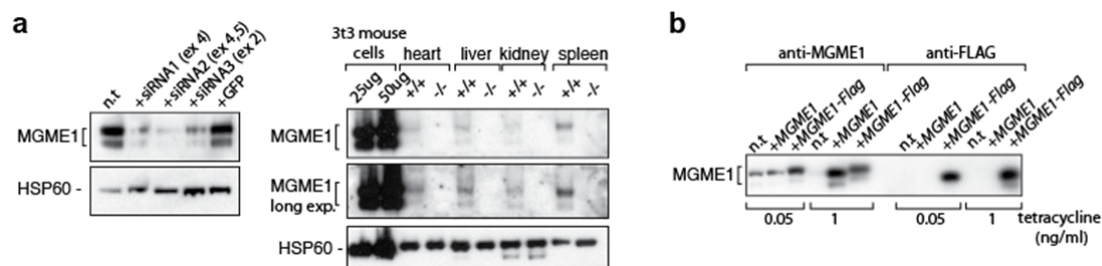 a
n.t
+siRNA1 (ex 4)
+siRNA2 (ex 4,5)
+siRNA3 (ex 2)
+GFP
MGME1
HSP60 -
3t3 mouse
cells heart liver kidney spleen
25ug 50ug +/+ -/- +/+ -/- +/+ -/- +/+ -/-
MGME1
MGME1
long exp.
HSP60 -
b
anti-MGME1 anti-FLAG
n.t +MGME1 +MGME1-Flag n.t +MGME1 +MGME1-Flag n.t +MGME1 +MGME1-Flag n.t +MGME1 +MGME1-Flag
MGME1
0.05 1 0.05 1 tetracycline
(ng/ml)